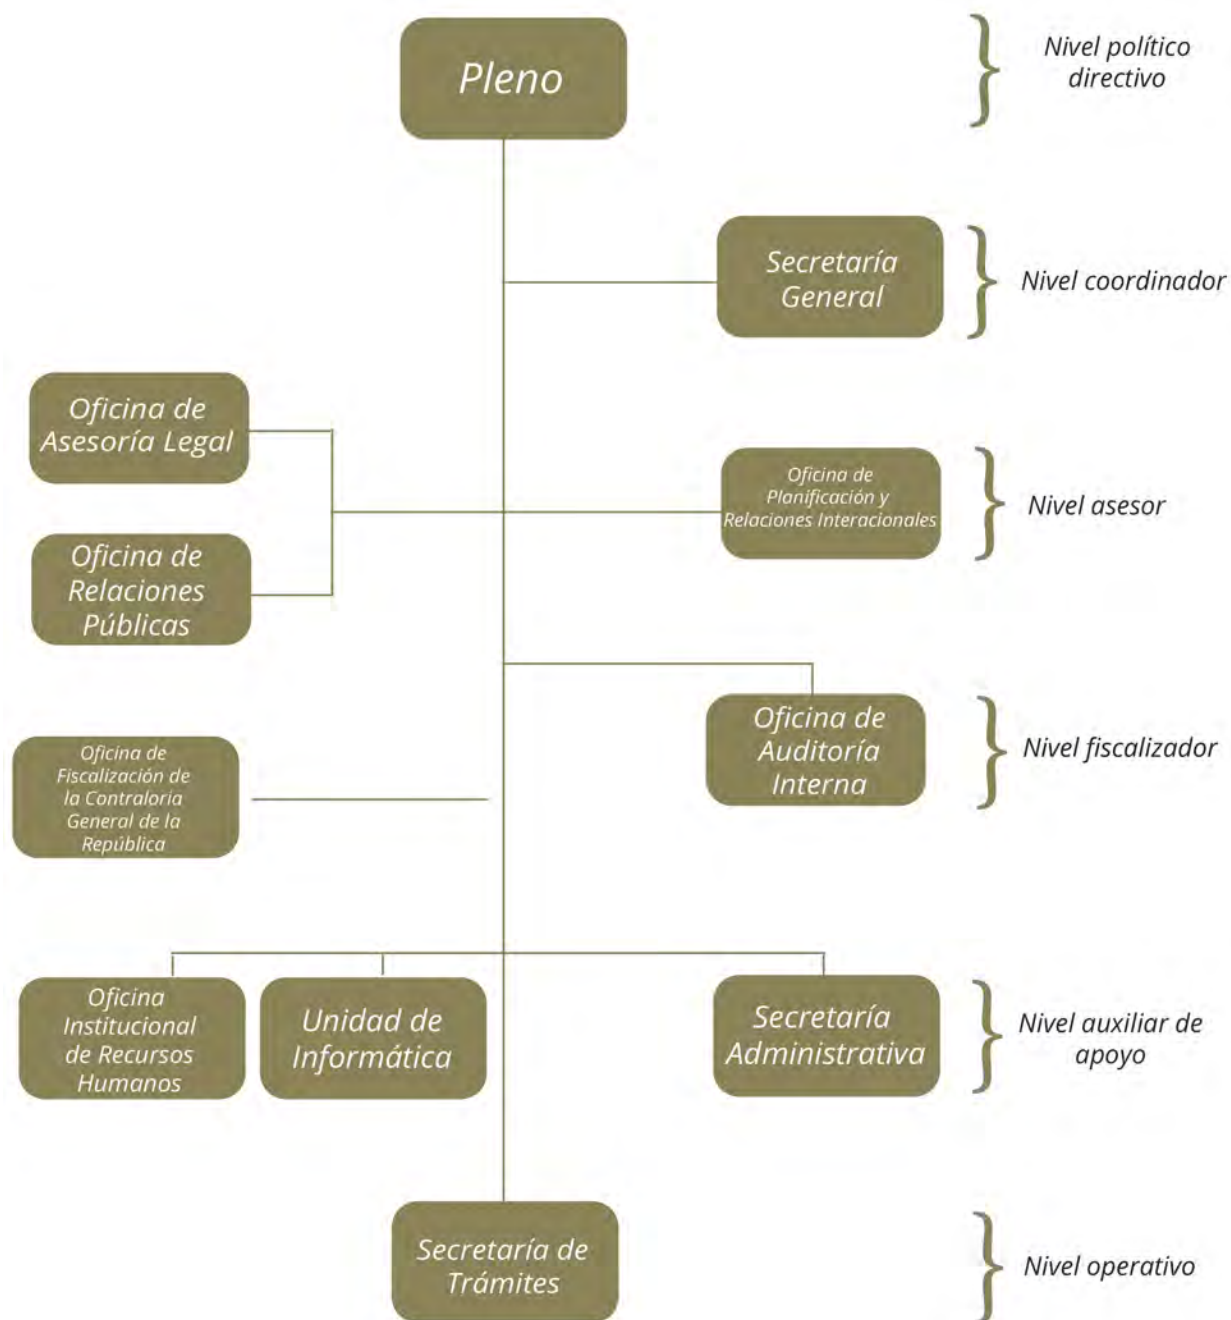 Pleno
Nivel político
directivo
Secretaría
General
Nivel coordinador
Oficina de
Asesoría Legal
Oficina de
Relaciones
Públicas
Oficina de
Planificación y
Relaciones Interacionales
Nivel asesor
Oficina de
Auditoría
Interna
Nivel fiscalizador
Oficina de
Fiscalización de
la Contraloria
General de la
República
Oficina
Institucional
de Recursos
Humanos
Unidad de
Informática
Secretaría
Administrativa
Nivel auxiliar de
apoyo
Secretaría de
Trámites
Nivel operativo